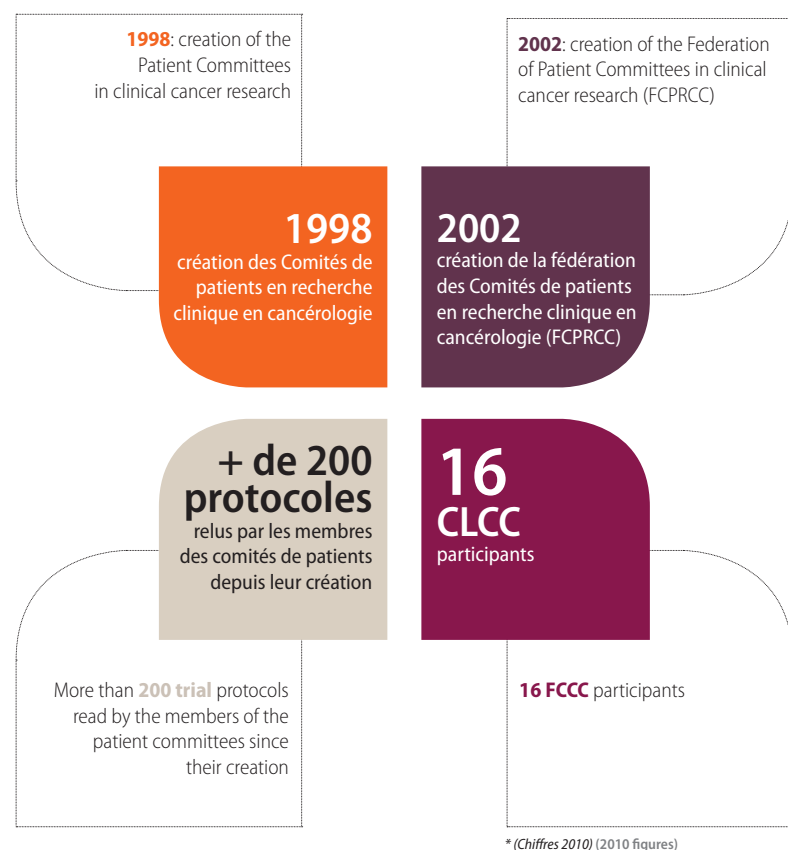 1998: creation of the
Patient Committees
in clinical cancer research
2002: creation of the Federation
of Patient Committees in clinical
cancer research (FCPRCC)
1998
création des Comités de
patients en recherche
clinique en cancérologie
2002
création de la fédération
des Comités de patients
en recherche clinique en
cancérologie (FCPRCC)
+ de 200
protocoles
relus par les membres
des comités de patients
depuis leur création
16
CLCC
participants
More than 200 trial protocols
read by the members of the
patient committees since
their creation
16 FCCC participants
* (Chiffres 2010) (2010 figures)